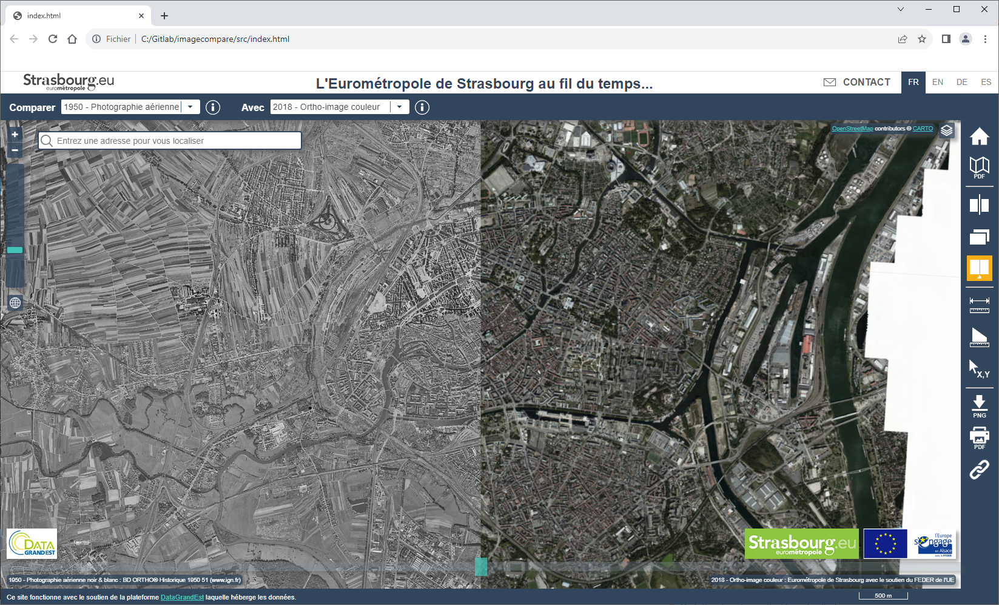 index.html
Fichier C:/Gitlab/imagecompare/src/index.html
Strasbourg.eu
eurométropole
L'Eurométropole de Strasbourg au fil du temps...
CONTACT FR EN DE ES
Comparer 1950 - Photographie aérienne Avec 2018 - Ortho-image couleur
OpenStreetMap contributors © CARTO
+
Entrez une adresse pour vous localiser
−
PDF
X,Y
PNG
PDF
DATA
GRANDEST
Strasbourg.eu
eurométropole
l'Europe
s'engage
en Alsace
avec le FEDER
1950 - Photographie aérienne noir & blanc : BD ORTHO® Historique 1950 51 (www.ign.fr)
2018 - Ortho-image couleur : Eurométropole de Strasbourg avec le soutien du FEDER de l'UE
Ce site fonctionne avec le soutien de la plateforme DataGrandEst laquelle héberge les données.
500 m